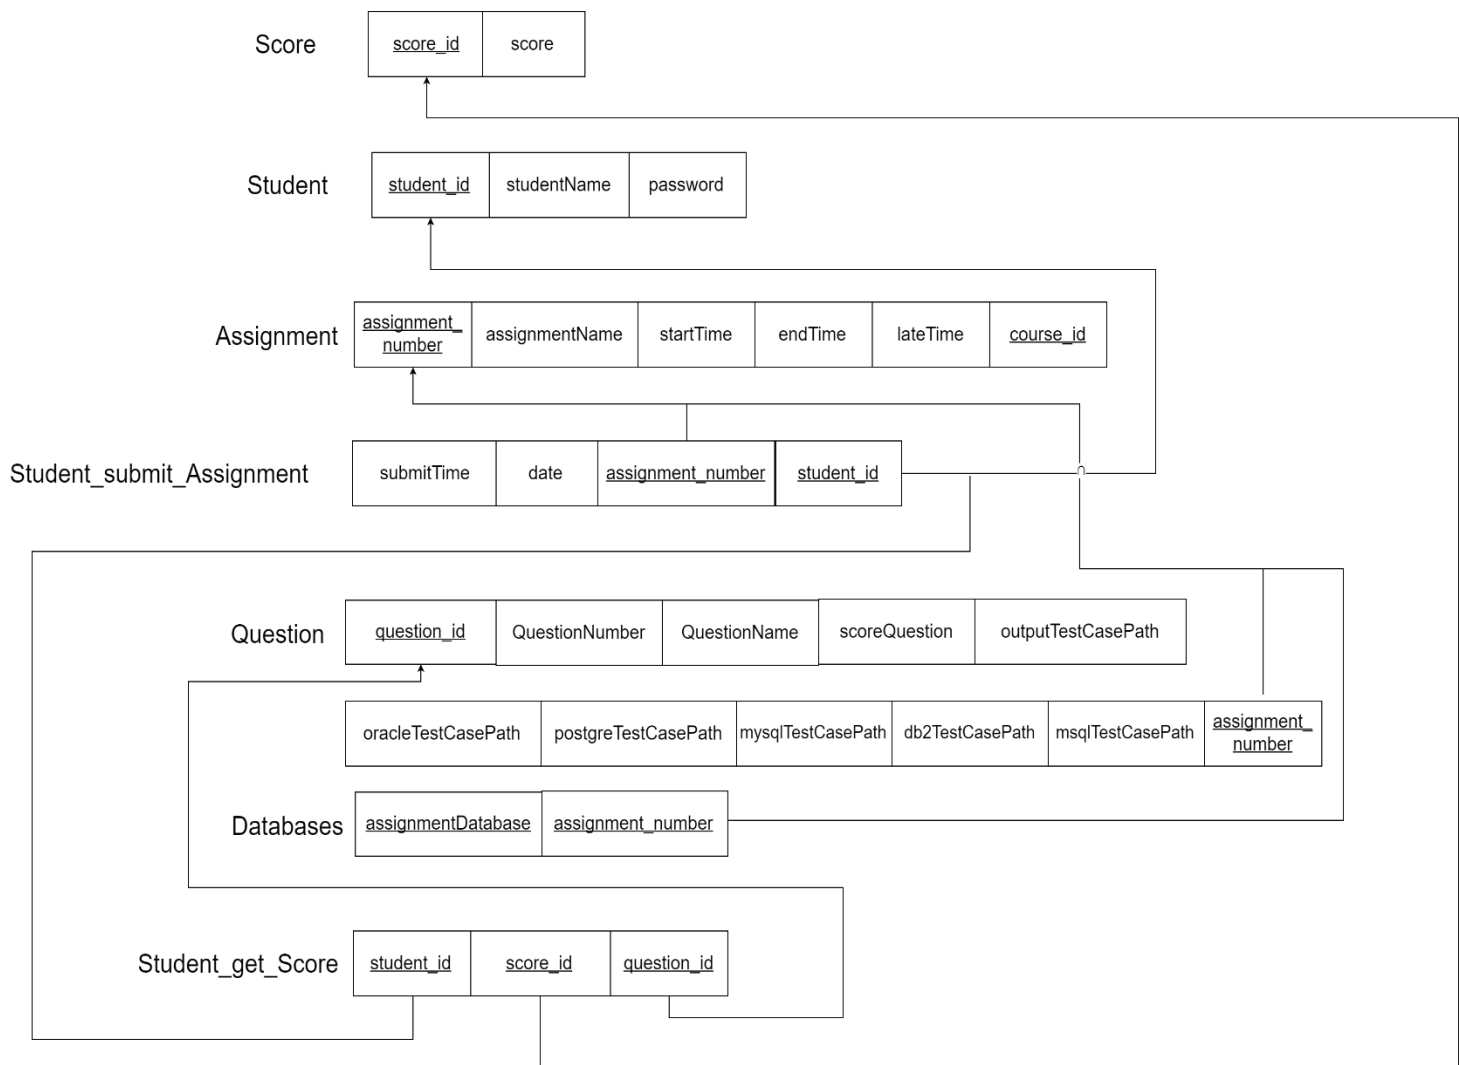 Score
score_id
score
Student
student_id
studentName
password
Assignment
assignment_
number
assignmentName
startTime
endTime
lateTime
course_id
Student_submit_Assignment
submitTime
date
assignment_number
student_id
Question
question_id
QuestionNumber
QuestionName
scoreQuestion
outputTestCasePath
oracleTestCasePath
postgreTestCasePath
mysqlTestCasePath
db2TestCasePath
msqlTestCasePath
assignment_
number
Databases
assignmentDatabase
assignment_number
Student_get_Score
student_id
score_id
question_id